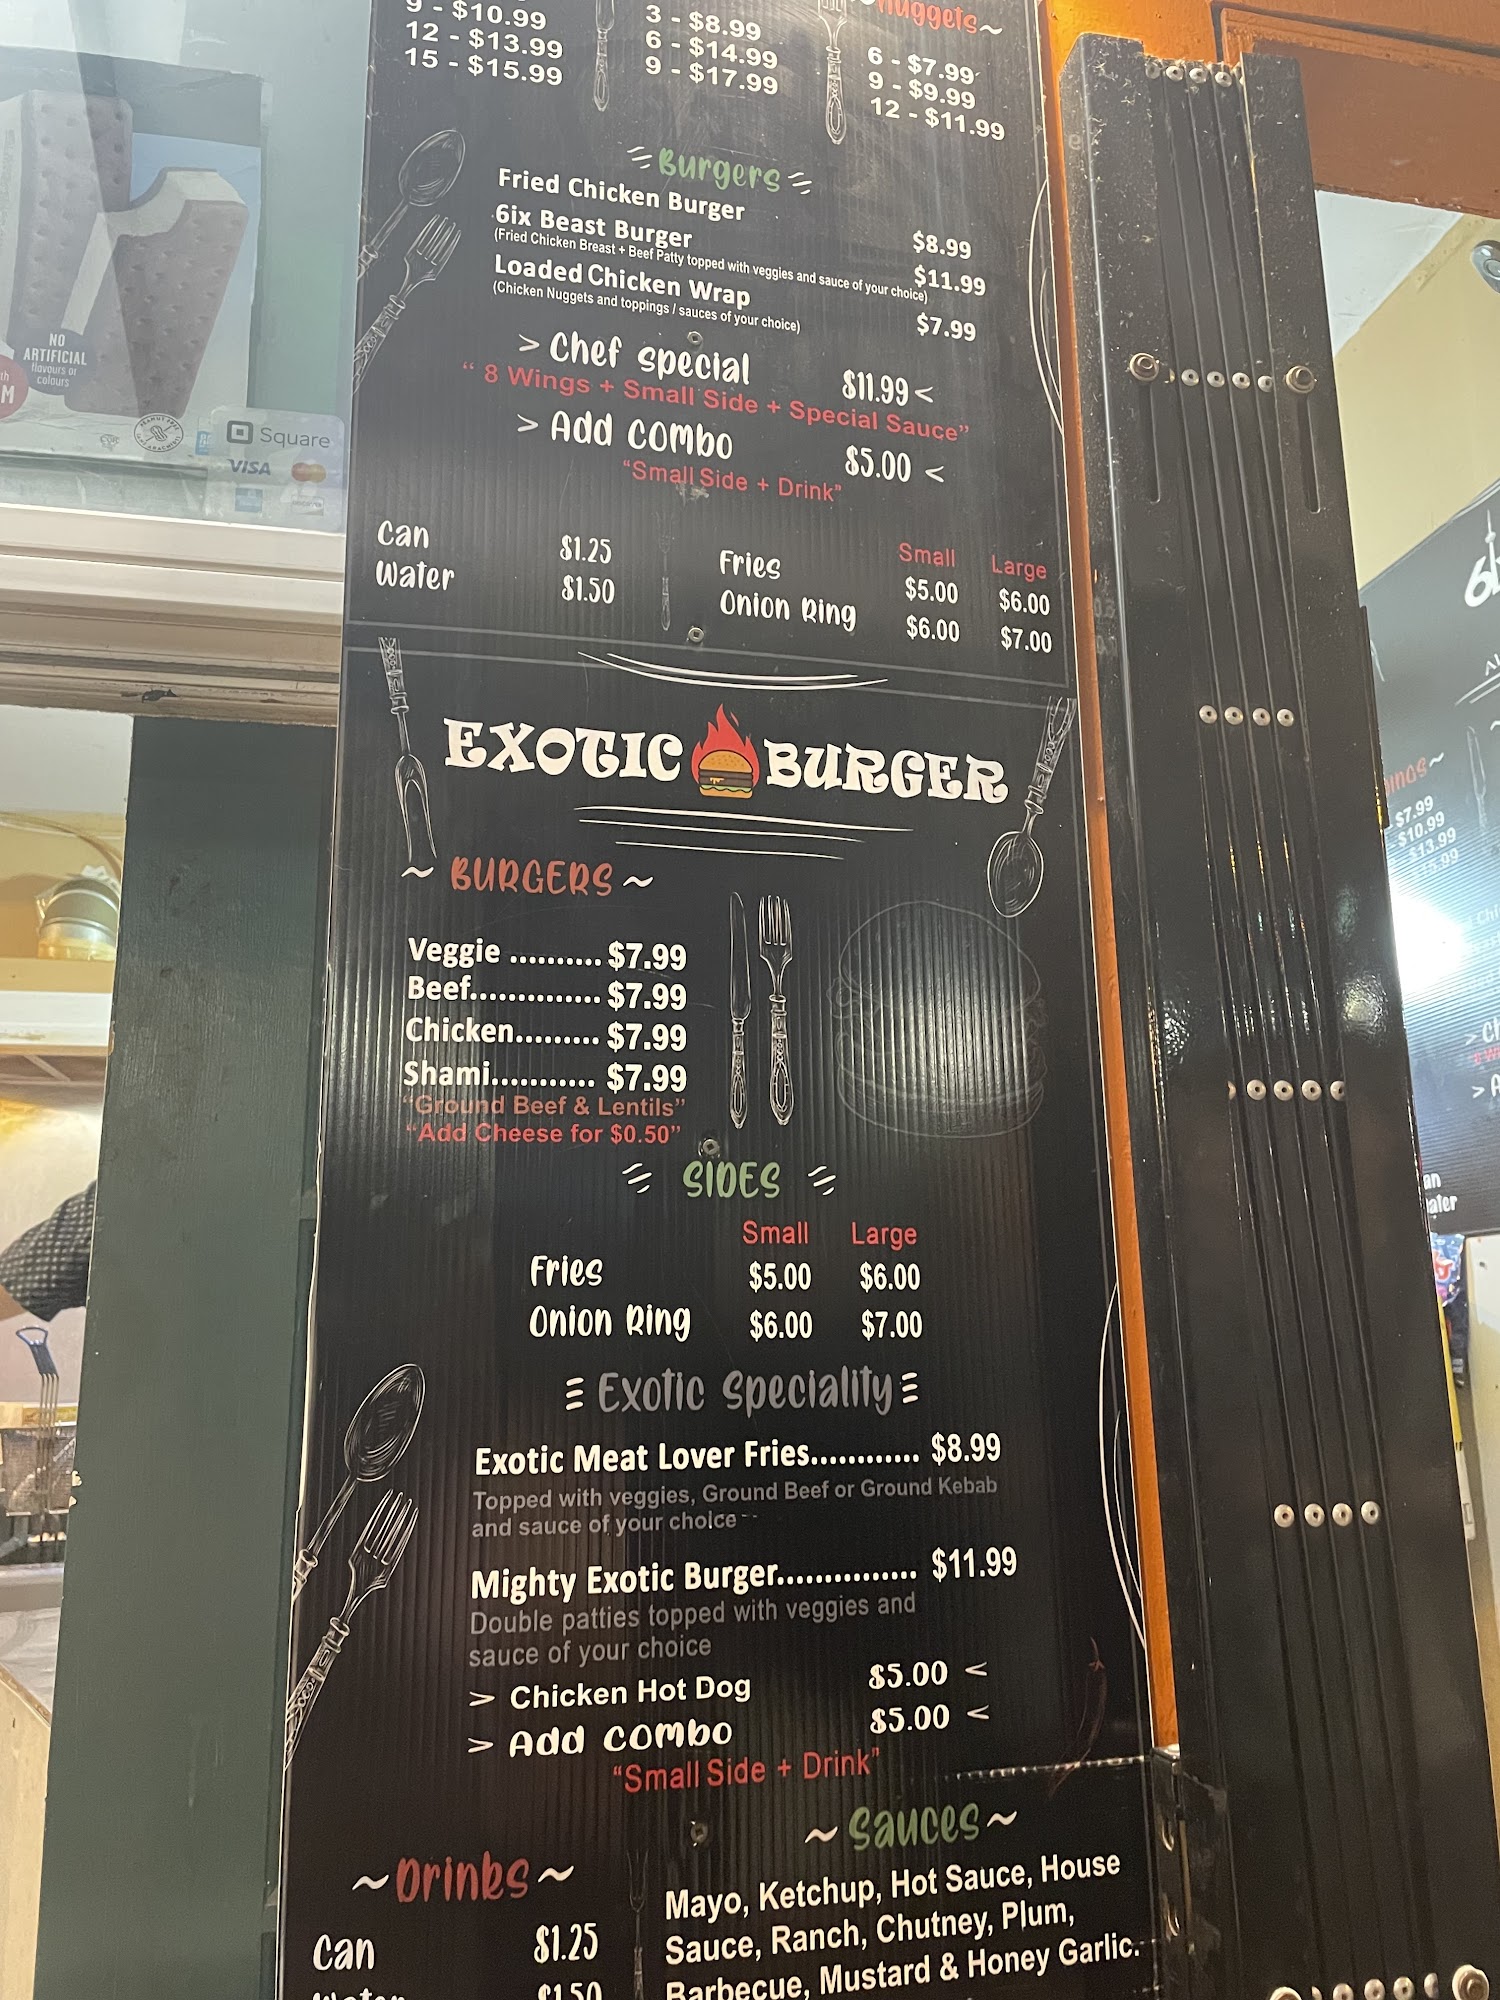 9 - $10.99
12 - $13.99
15 - $15.99
3 - $8.99
6 - $14.99
9 - $17.99
Nuggets~
6 - $7.99
9 - $9.99
12 - $11.99
Burgers
Fried Chicken Burger $8.99
6ix Beast Burger $11.99
(Fried Chicken Breast + Beef Patty topped with veggies and sauce of your choice)
Loaded Chicken Wrap $7.99
(Chicken Nuggets and toppings / sauces of your choice)
> Chef special $11.99 <
“ 8 Wings + Small Side + Special Sauce”
> Add combo $5.00 <
“Small Side + Drink”
Can $1.25
Water $1.50
Small Large
Fries $5.00 $6.00
Onion Ring $6.00 $7.00
EXOTIC BURGER
~ BURGERS ~
Veggie .......... $7.99
Beef.............. $7.99
Chicken......... $7.99
Shami........... $7.99
“Ground Beef & Lentils”
“Add Cheese for $0.50”
SIDES
Small Large
Fries $5.00 $6.00
Onion Ring $6.00 $7.00
Exotic Speciality
Exotic Meat Lover Fries............ $8.99
Topped with veggies, Ground Beef or Ground Kebab
and sauce of your choice
Mighty Exotic Burger............... $11.99
Double patties topped with veggies and
sauce of your choice
> Chicken Hot Dog $5.00 <
> Add combo $5.00 <
“Small Side + Drink”
~Drinks~
Can $1.25
Water $1.50
~Sauces~
Mayo, Ketchup, Hot Sauce, House
Sauce, Ranch, Chutney, Plum,
Barbecue, Mustard & Honey Garlic.
NO
ARTIFICIAL
flavours or
colours
Square
VISA
$7.99
$10.99
$13.99